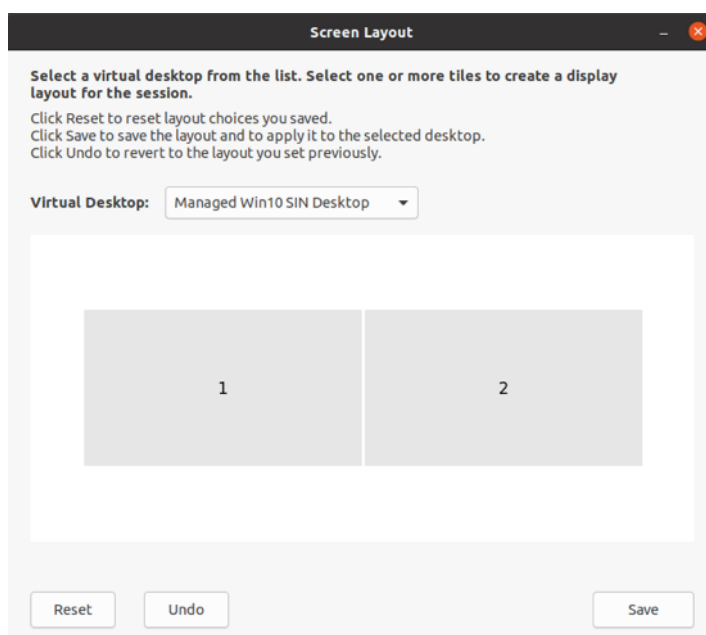 Screen Layout
Select a virtual desktop from the list. Select one or more tiles to create a display
layout for the session.
Click Reset to reset layout choices you saved.
Click Save to save the layout and to apply it to the selected desktop.
Click Undo to revert to the layout you set previously.
Virtual Desktop: Managed Win10 SIN Desktop
1 2
Reset Undo Save